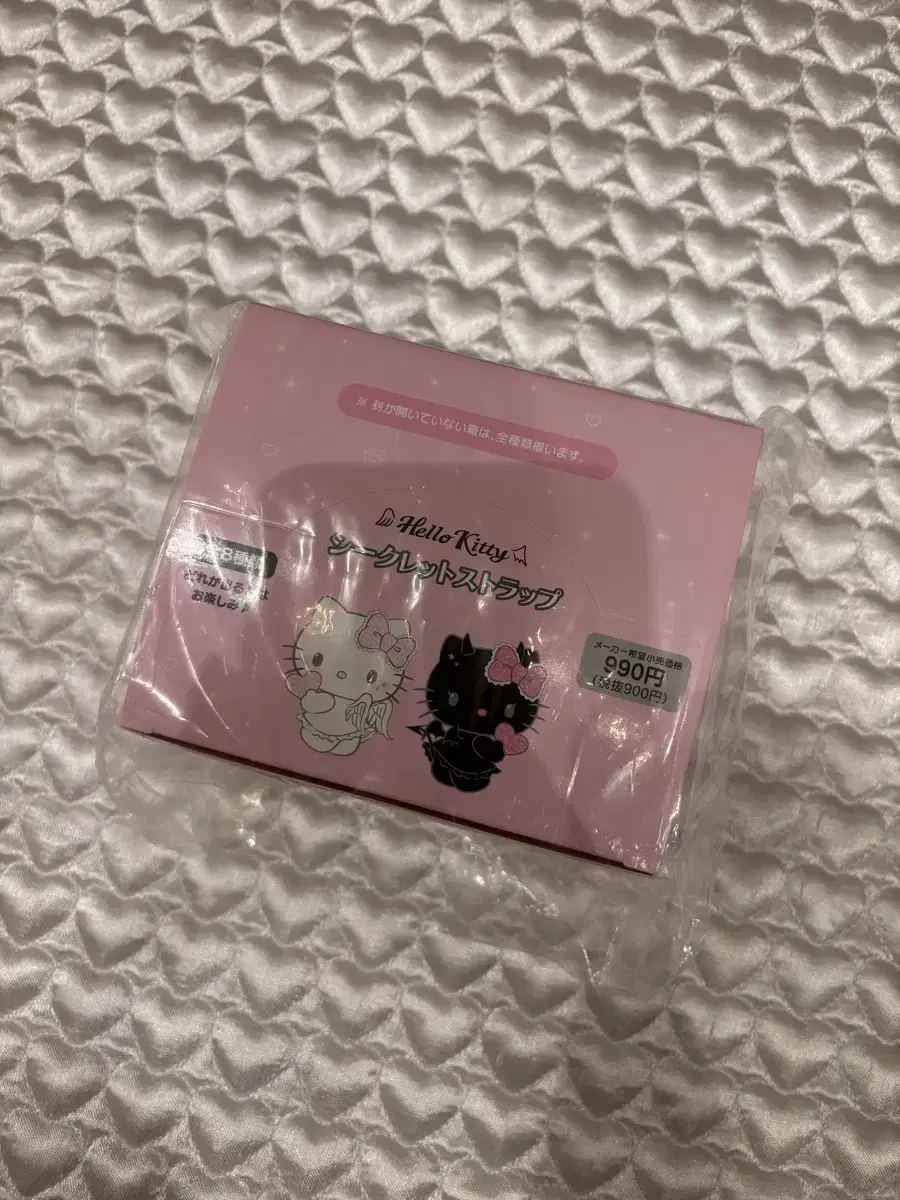 ※ 封が開いていない箱は、全種類揃います。
Hello Kitty
シークレットストラップ
8種
どれが出るかは
お楽しみ♪
メーカー希望小売価格
990円
(税抜900円)